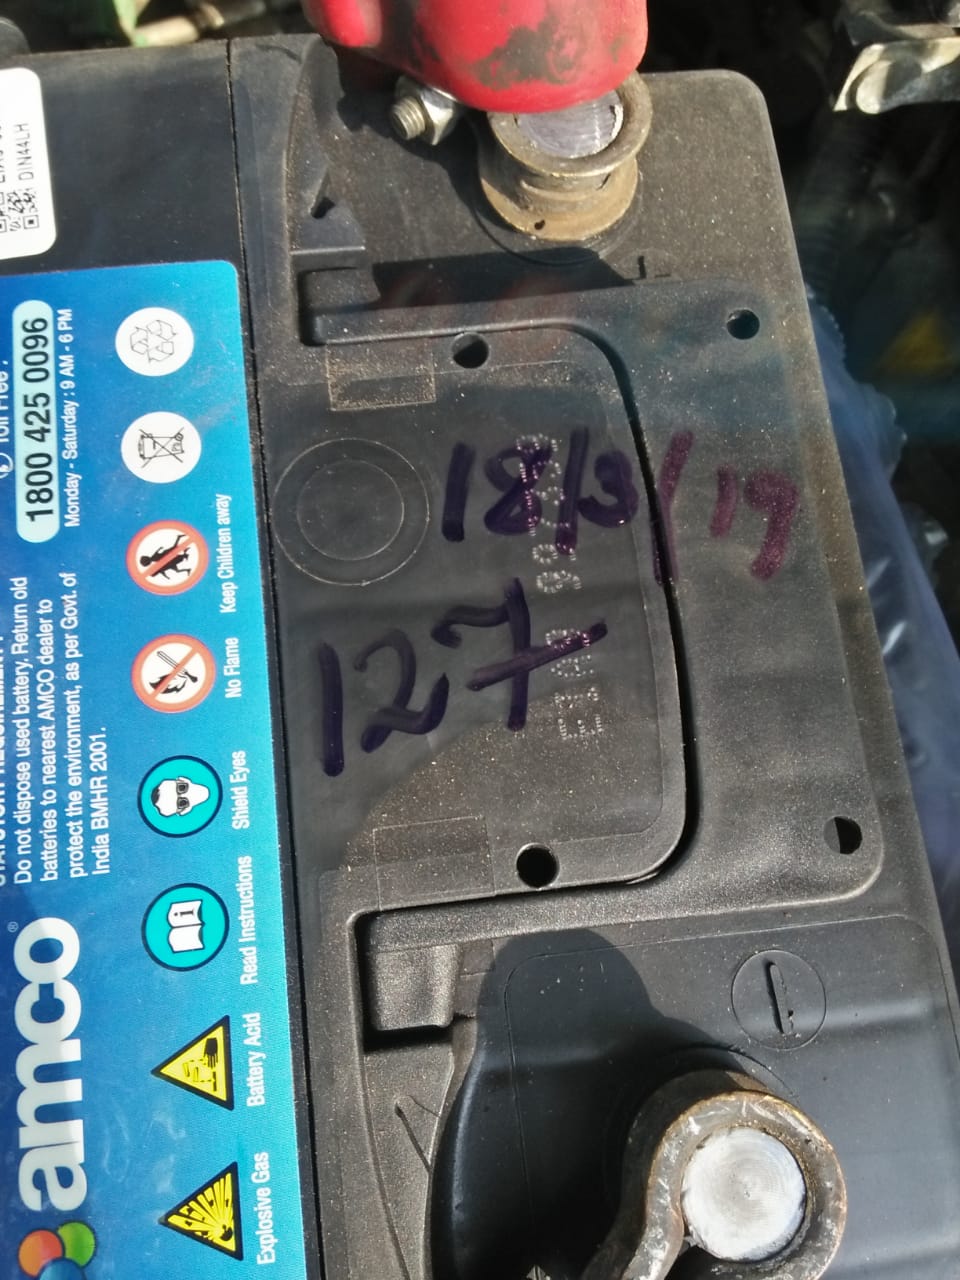 DIN44LH
1800 425 0096
Monday - Saturday : 9 AM - 6 PM
Do not dispose used battery. Return old
batteries to nearest AMCO dealer to
protect the environment, as per Govt. of
India BMHR 2001.
amco®
Keep Children away
No Flame
Shield Eyes
Read Instructions
Battery Acid
Explosive Gas
18/3/19
127